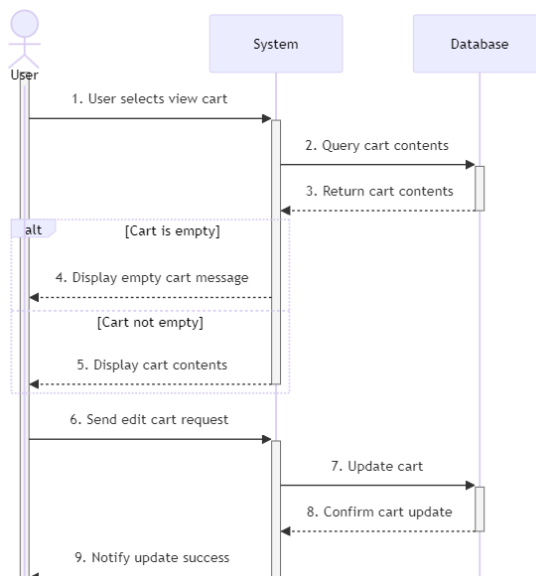 System
Database
User
1. User selects view cart
2. Query cart contents
3. Return cart contents
alt
[Cart is empty]
4. Display empty cart message
[Cart not empty]
5. Display cart contents
6. Send edit cart request
7. Update cart
8. Confirm cart update
9. Notify update success